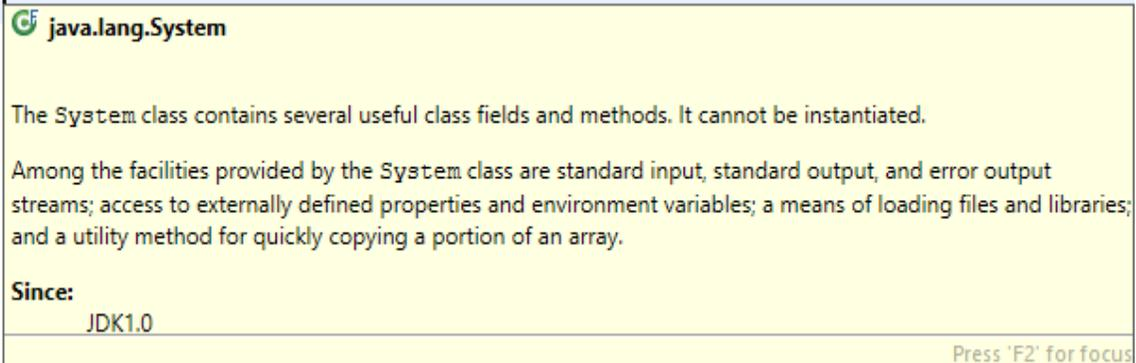 java.lang.System
The System class contains several useful class fields and methods. It cannot be instantiated.
Among the facilities provided by the System class are standard input, standard output, and error output
streams; access to externally defined properties and environment variables; a means of loading files and libraries;
and a utility method for quickly copying a portion of an array.
Since:
JDK1.0
Press 'F2' for focus